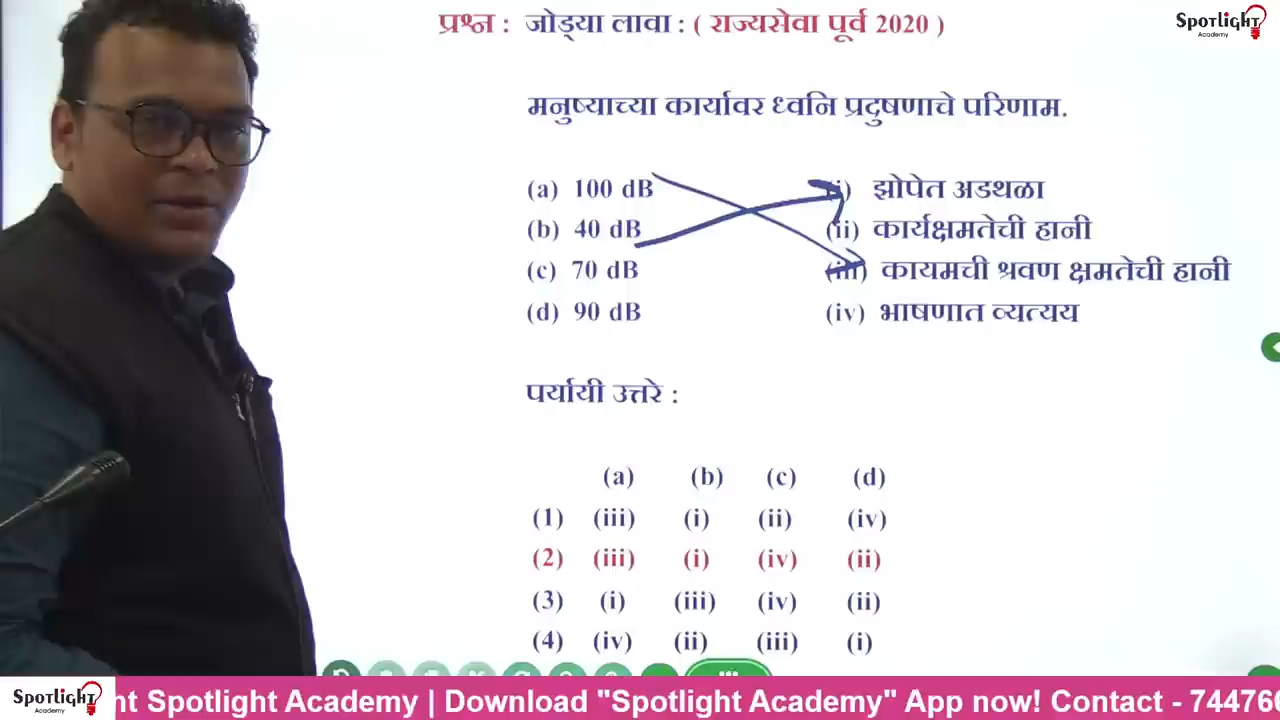 प्रश्न : जोड्या लावा : ( राज्यसेवा पूर्व 2020 )
Spotlight
Academy
मनुष्याच्या कार्यावर ध्वनि प्रदुषणाचे परिणाम.
(a) 100 dB (i) झोपेत अडथळा
(b) 40 dB (ii) कार्यक्षमतेची हानी
(c) 70 dB (iii) कायमची श्रवण क्षमतेची हानी
(d) 90 dB (iv) भाषणात व्यत्यय
पर्यायी उत्तरे :
(a) (b) (c) (d)
(1) (iii) (i) (ii) (iv)
(2) (iii) (i) (iv) (ii)
(3) (i) (iii) (iv) (ii)
(4) (iv) (ii) (iii) (i)
Spotlight
Academy
ht Spotlight Academy | Download "Spotlight Academy" App now! Contact - 74476